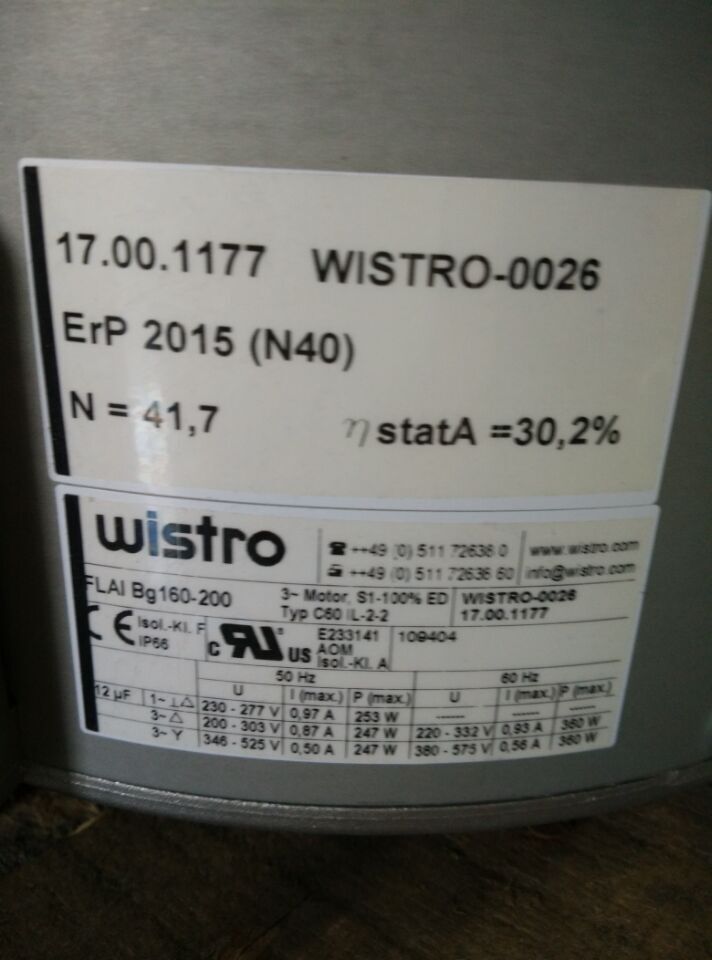 17.00.1177 WISTRO-0026
ErP 2015 (N40)
N = 41,7 η statA =30,2%
wistro
☎ ++49 (0) 511 72636 0 www.wistro.com
++49 (0) 511 72636 60 info@wistro.com
FLAI Bg160-200 3~ Motor, S1-100% ED WISTRO-0026
Typ C60 IL-2-2 17.00.1177
CE Isol.-Kl. F IP66 c RU us E233141 109404
AOM
Isol.-Kl. A
50 Hz 60 Hz
U I (max.) P (max.) U I (max.) P (max.)
12 µF 1~ ⊥ △ 230 - 277 V 0,97 A 253 W ------ ------ ------
3~ △ 200 - 303 V 0,87 A 247 W 220 - 332 V 0,93 A 360 W
3~ Y 346 - 525 V 0,50 A 247 W 380 - 575 V 0,56 A 360 W